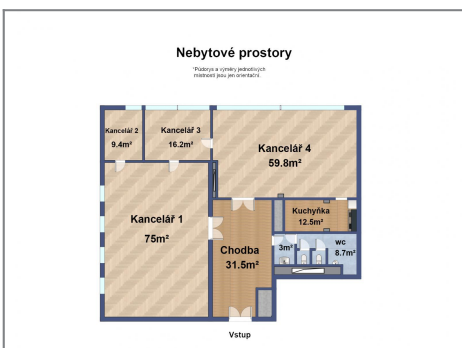 Nebytové prostory
*Půdorys a výměry jednotlivých
místností jsou jen orientační.
Kancelář 2
9.4m²
Kancelář 3
16.2m²
Kancelář 4
59.8m²
Kancelář 1
75m²
Kuchyňka
12.5m²
Chodba
31.5m²
3m²
wc
8.7m²
Vstup